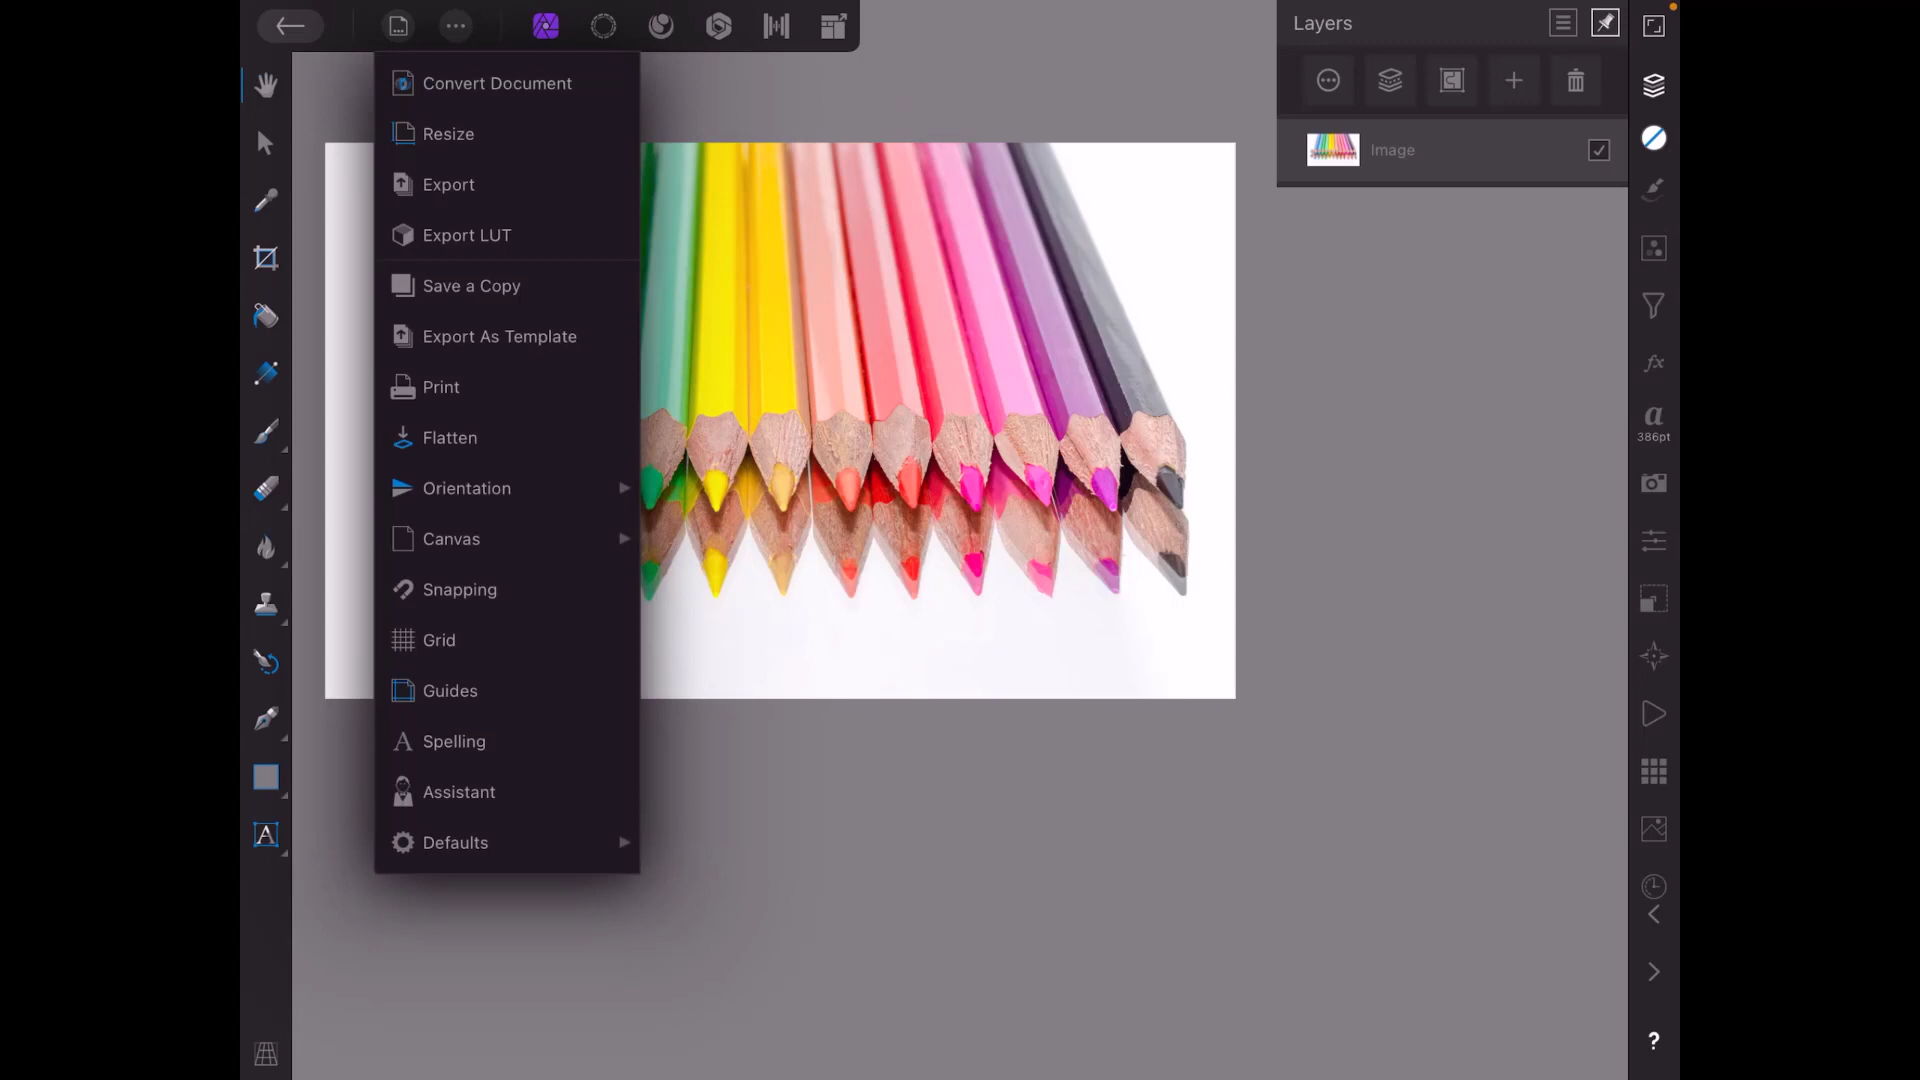 Layers
Convert Document
Image
Resize
Export
Export LUT
Save a Copy
Export As Template
Print
Flatten
Orientation
Canvas
Snapping
Grid
Guides
A Spelling
Assistant
Defaults
A
fx
a
386pt
?